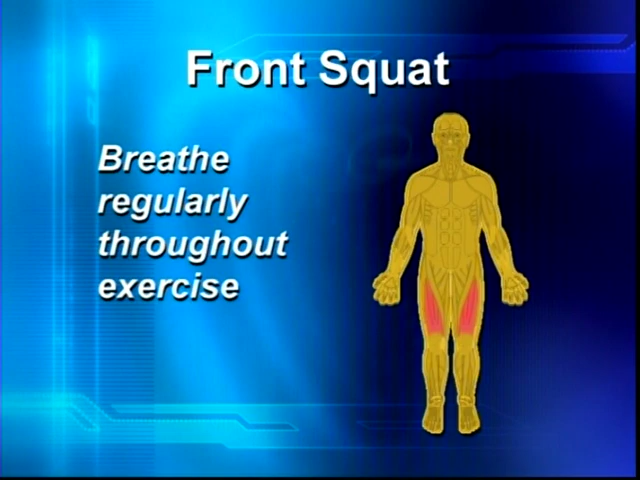 Front Squat
Breathe
regularly
throughout
exercise